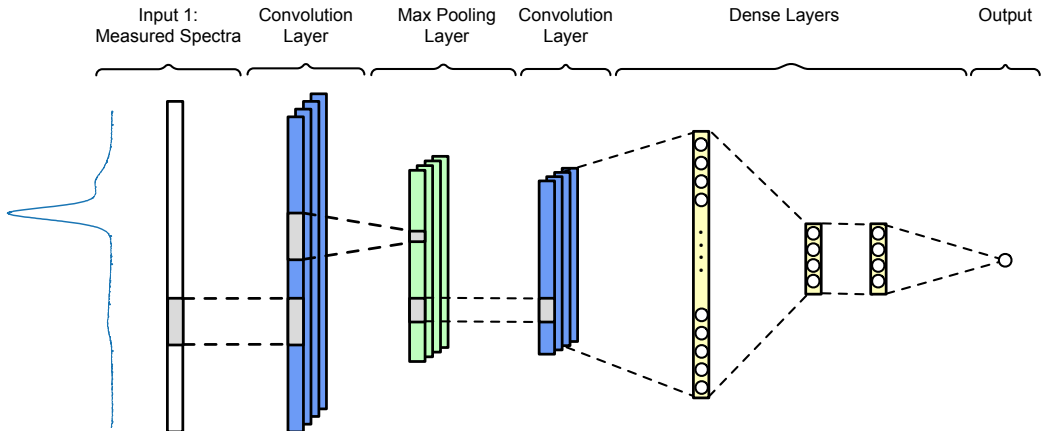 Input 1:
Measured Spectra
Convolution
Layer
Max Pooling
Layer
Convolution
Layer
Dense Layers
Output